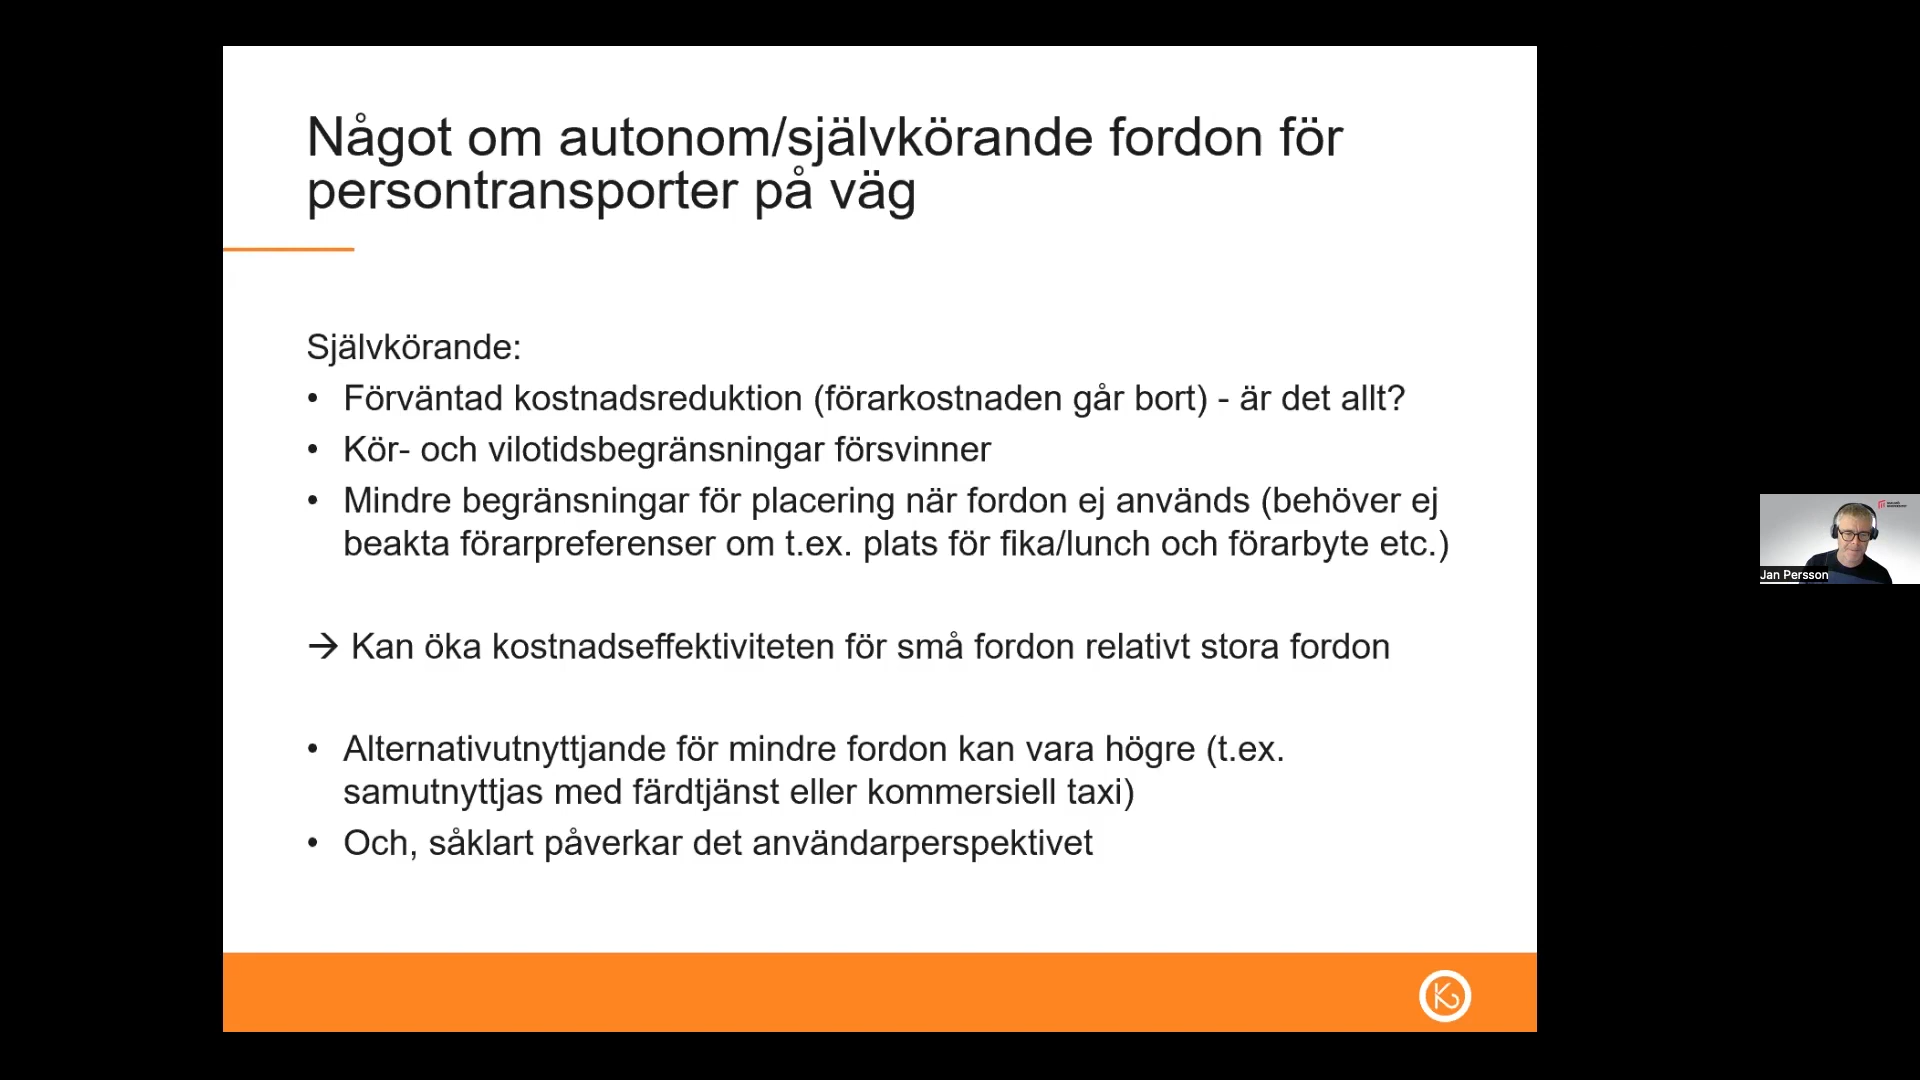 Något om autonom/självkörande fordon för
persontransporter på väg
Självkörande:
• Förväntad kostnadsreduktion (förarkostnaden går bort) - är det allt?
• Kör- och vilotidsbegränsningar försvinner
• Mindre begränsningar för placering när fordon ej används (behöver ej
beakta förarpreferenser om t.ex. plats för fika/lunch och förarbyte etc.)
→ Kan öka kostnadseffektiviteten för små fordon relativt stora fordon
• Alternativutnyttjande för mindre fordon kan vara högre (t.ex.
samutnyttjas med färdtjänst eller kommersiell taxi)
• Och, såklart påverkar det användarperspektivet
Jan Persson